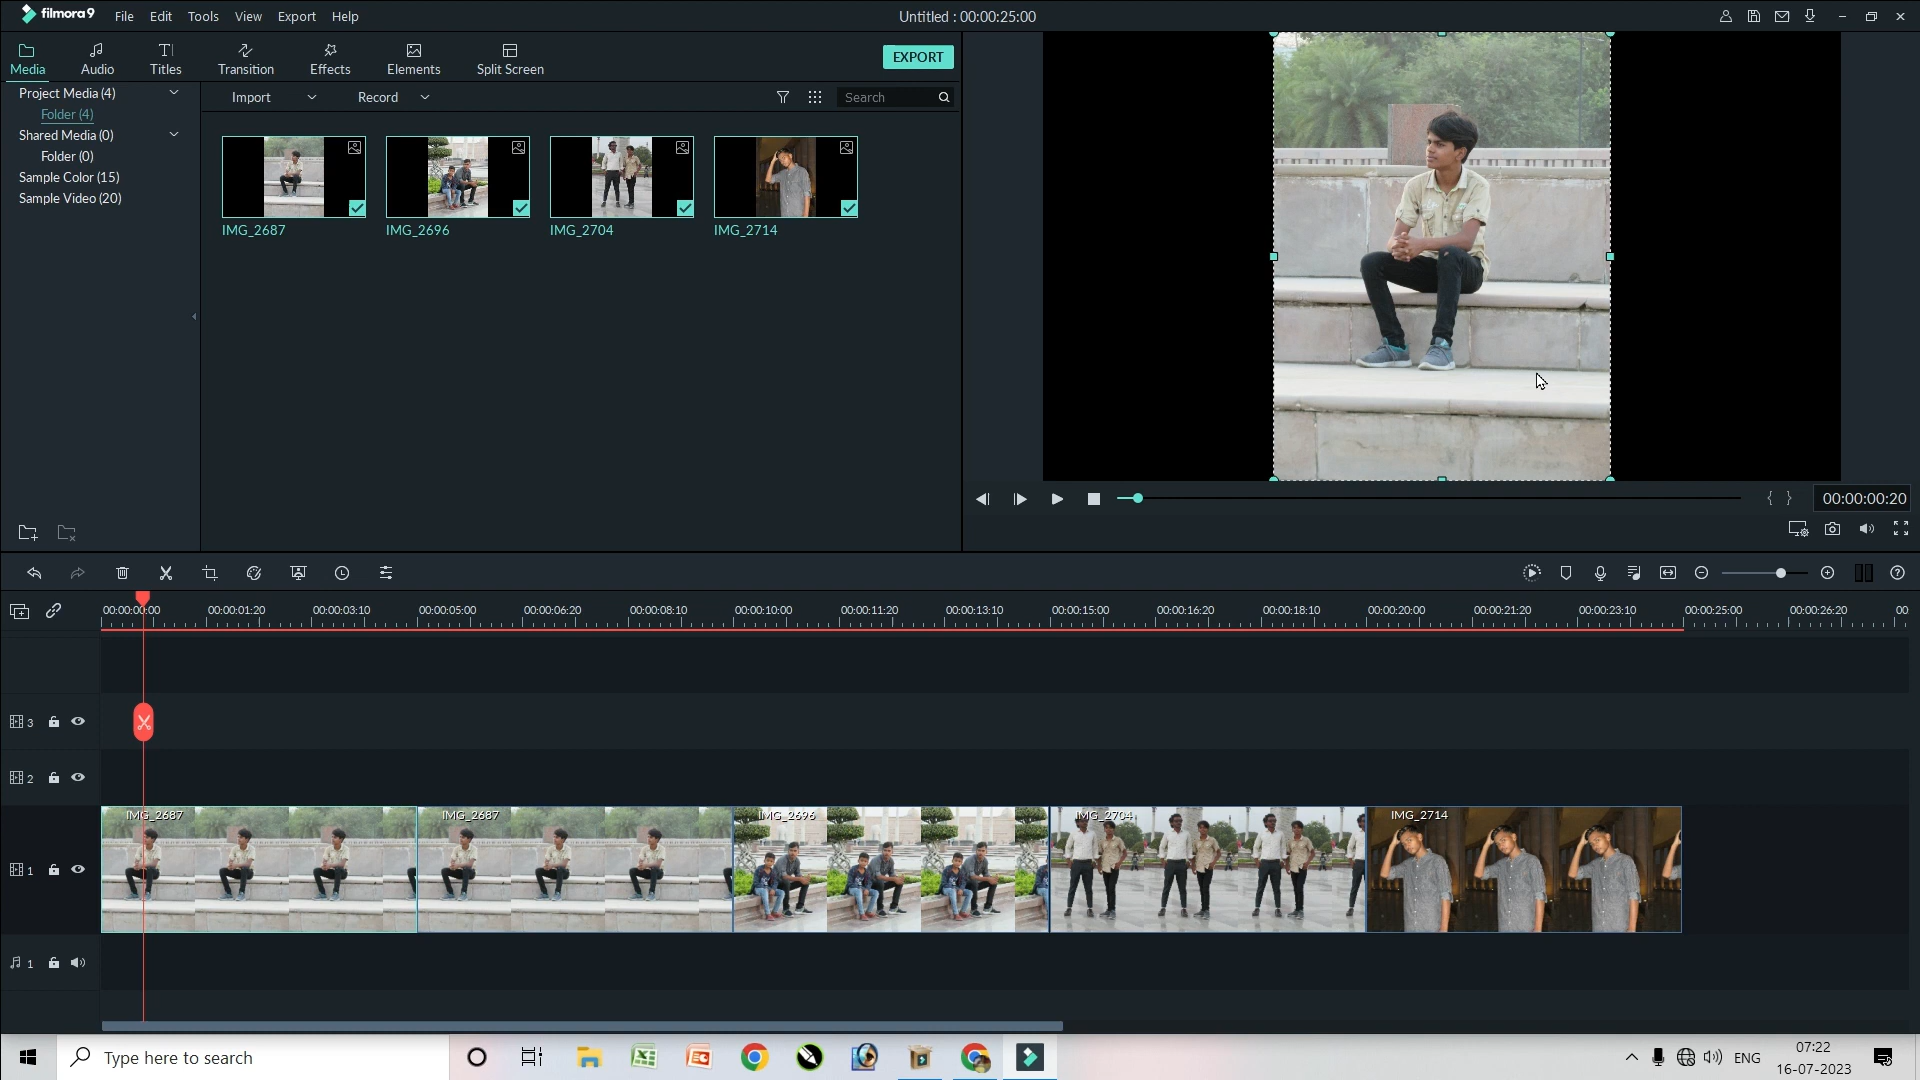 filmora9 File Edit Tools View Export Help Untitled : 00:00:25:00
Media Audio Titles Transition Effects Elements Split Screen EXPORT
Project Media (4)
Folder (4)
Shared Media (0)
Folder (0)
Sample Color (15)
Sample Video (20)
Import Record Search
IMG_2687 IMG_2696 IMG_2704 IMG_2714
00:00:00:20
00:00:00:00 00:00:01:20 00:00:03:10 00:00:05:00 00:00:06:20 00:00:08:10 00:00:10:00 00:00:11:20 00:00:13:10 00:00:15:00 00:00:16:20 00:00:18:10 00:00:20:00 00:00:21:20 00:00:23:10 00:00:25:00 00:00:26:20 00
3
2
IMG_2687 IMG_2687 IMG_2696 IMG_2704 IMG_2714
1
1
Type here to search
ENG
07:22
16-07-2023